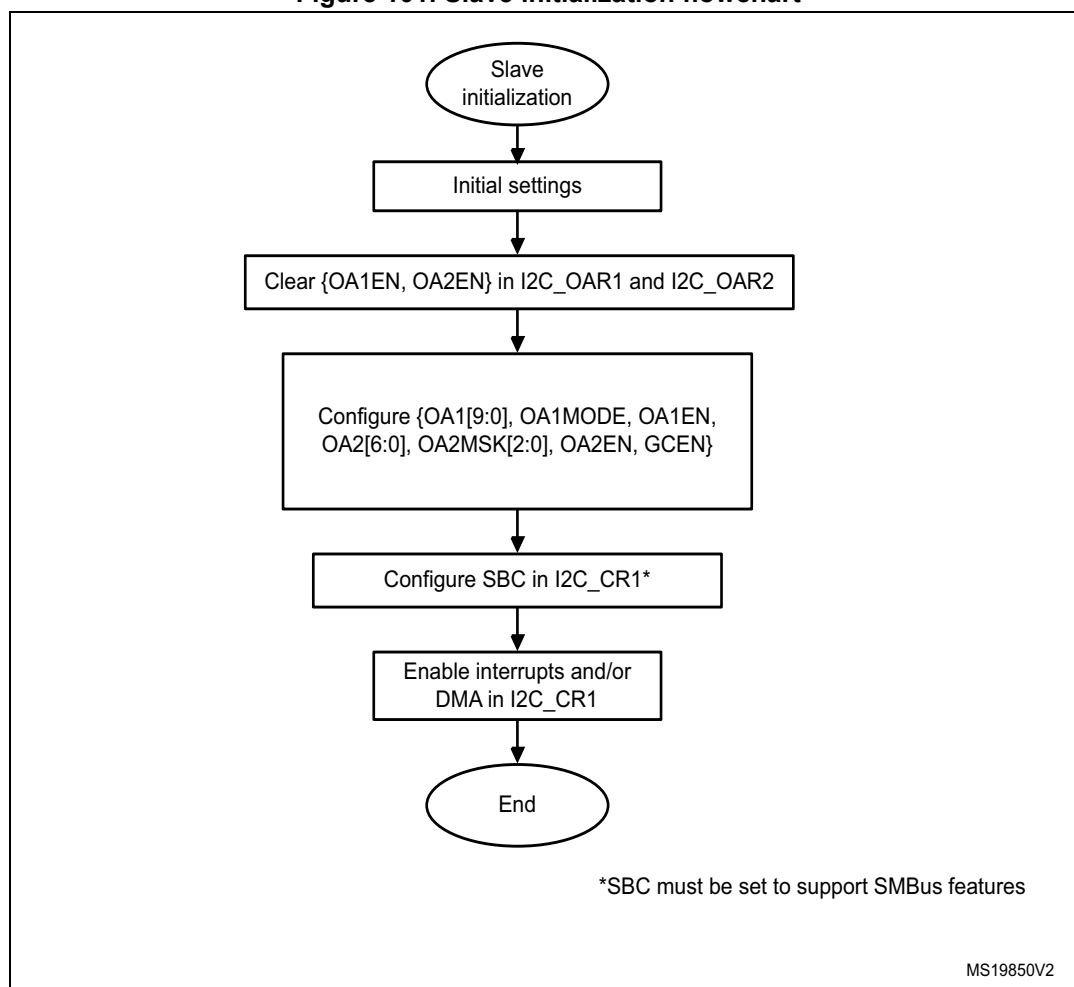 Slave
initialization
Initial settings
Clear {OA1EN, OA2EN} in I2C_OAR1 and I2C_OAR2
Configure {OA1[9:0], OA1MODE, OA1EN,
OA2[6:0], OA2MSK[2:0], OA2EN, GCEN}
Configure SBC in I2C_CR1*
Enable interrupts and/or
DMA in I2C_CR1
End
*SBC must be set to support SMBus features
MS19850V2